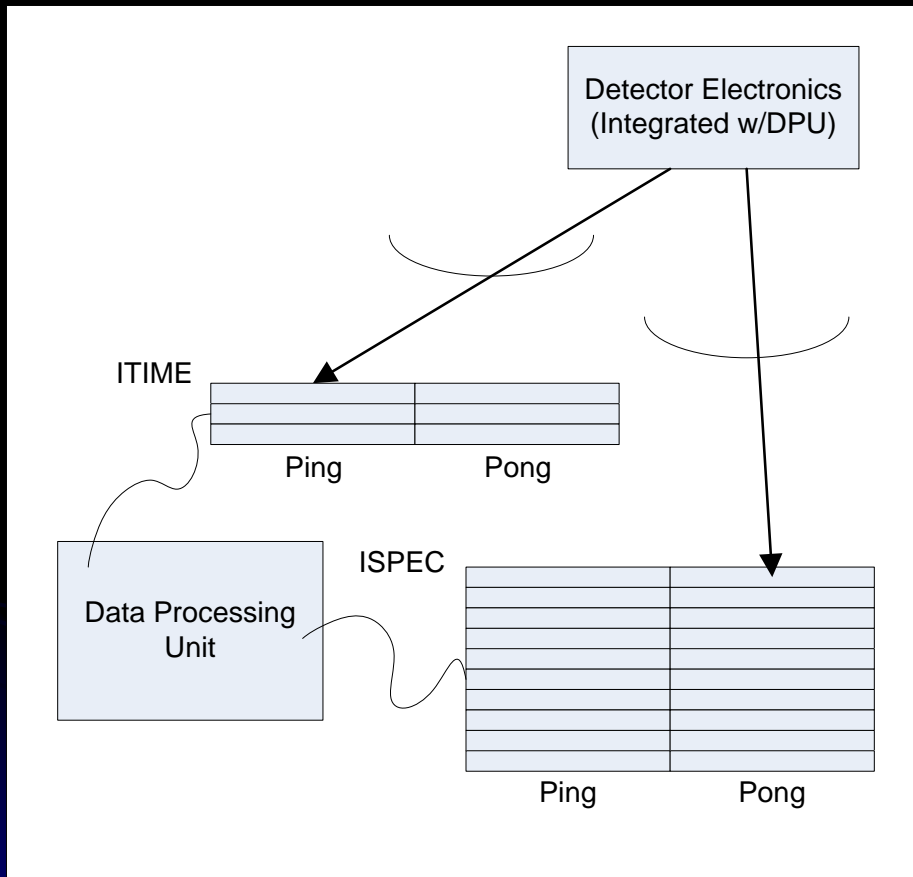 Detector Electronics
(Integrated w/DPU)
ITIME
Ping Pong
ISPEC
Data Processing
Unit
Ping Pong